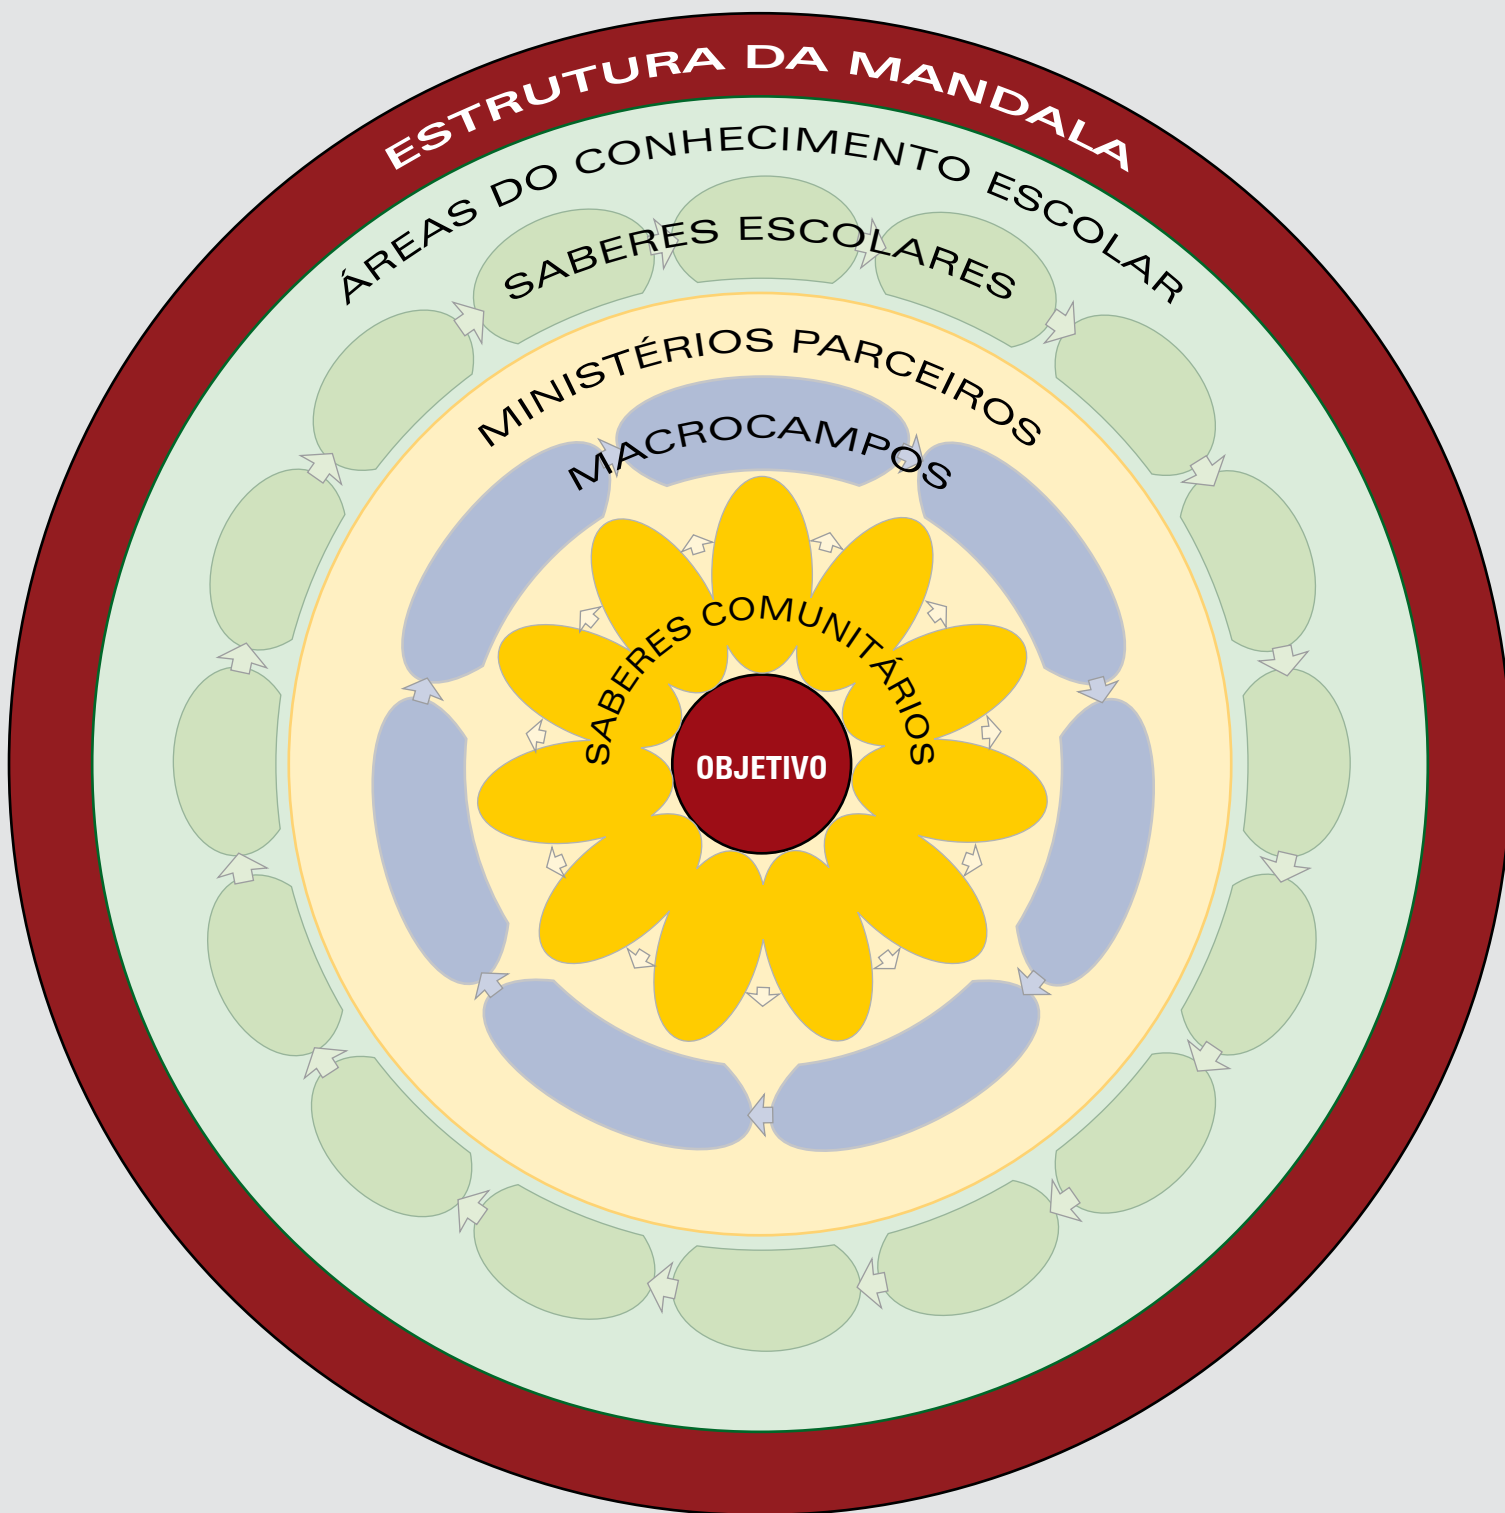 ESTRUTURA DA MANDALA
ÁREAS DO CONHECIMENTO ESCOLAR
SABERES ESCOLARES
MINISTÉRIOS PARCEIROS
MACROCAMPOS
SABERES COMUNITÁRIOS
OBJETIVO